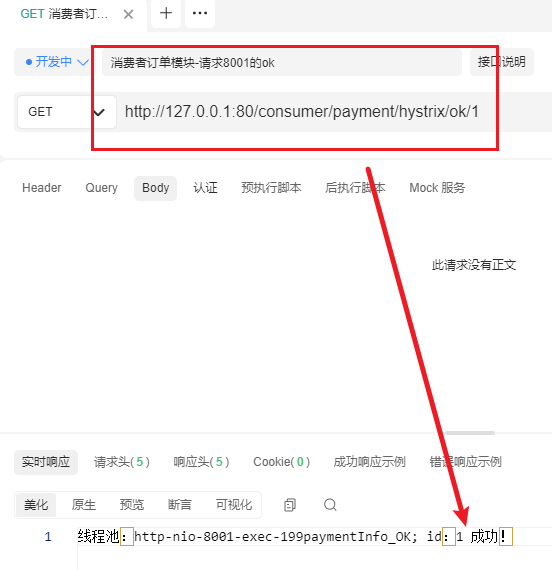 GET 消费者订…
开发中
消费者订单模块-请求8001的ok
接口说明
GET
http://127.0.0.1:80/consumer/payment/hystrix/ok/1
Header Query Body 认证 预执行脚本 后执行脚本 Mock 服务
此请求没有正文
实时响应 请求头(5) 响应头(5) Cookie(0) 成功响应示例 错误响应示例
美化 原生 预览 断言 可视化
1 线程池：http-nio-8001-exec-199paymentInfo_OK; id：1 成功！